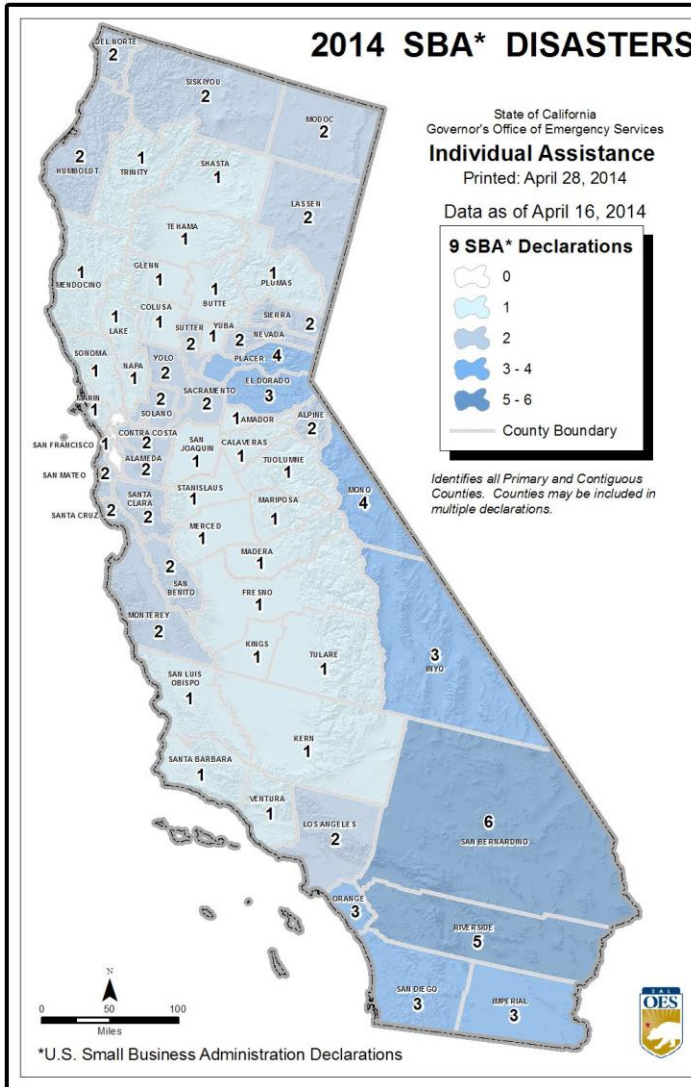 2014 SBA* DISASTERS
State of California
Governor's Office of Emergency Services
Individual Assistance
Printed: April 28, 2014
Data as of April 16, 2014
9 SBA* Declarations
0
1
2
3 - 4
5 - 6
County Boundary
Identifies all Primary and Contiguous
Counties. Counties may be included in
multiple declarations.
DEL NORTE
2
SISKIYOU
2
MODOC
2
2
HUMBOLDT
1
TRINITY
SHASTA
1
LASSEN
2
TEHAMA
1
1
MENDOCINO
GLENN
1
1
BUTTE
1
PLUMAS
1
LAKE
COLUSA
1
SUTTER
2
YUBA
1
SIERRA
2
NEVADA
2
PLACER
4
SONOMA
1
NAPA
1
YOLO
2
EL DORADO
3
MARIN
1
2
SOLANO
SACRAMENTO
2
1 AMADOR
ALPINE
2
SAN FRANCISCO
1
CONTRA COSTA
2
ALAMEDA
2
SAN
JOAQUIN
1
CALAVERAS
1
TUOLUMNE
1
SAN MATEO
2
MONO
4
SANTA CRUZ
2
SANTA
CLARA
2
STANISLAUS
1
MARIPOSA
1
MERCED
1
MADERA
1
2
SAN
BENITO
FRESNO
1
MONTEREY
2
KINGS
1
TULARE
1
3
INYO
SAN LUIS
OBISPO
1
KERN
1
SANTA BARBARA
1
VENTURA
1
LOS ANGELES
2
6
SAN BERNARDINO
ORANGE
3
RIVERSIDE
5
SAN DIEGO
3
IMPERIAL
3
N
0 50 100
Miles
*U.S. Small Business Administration Declarations
CAL
OES